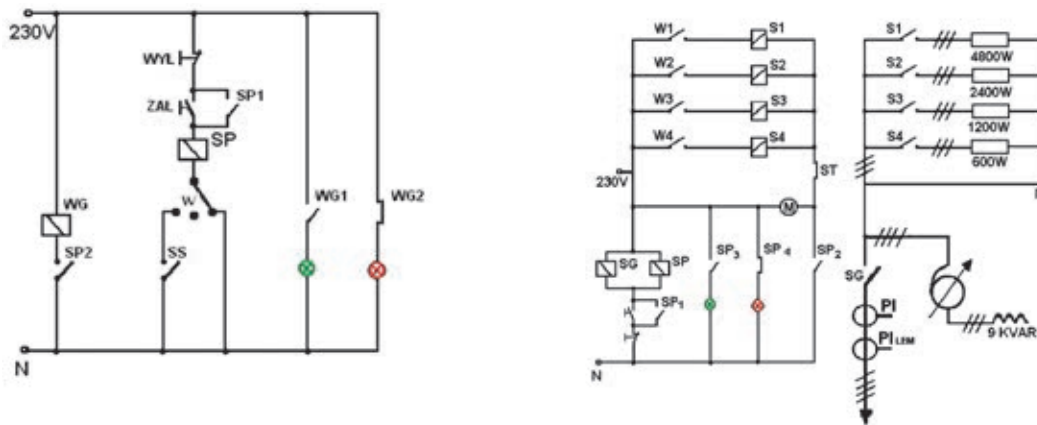 230V
WYŁ
ZAŁ
SP1
SP
WG
W
WG1
WG2
SP2
SS
N
W1
S1
W2
S2
W3
S3
W4
S4
ST
230V
M
SG
SP
SP3
SP4
SP2
SP1
N
S1
4800W
S2
2400W
S3
1200W
S4
600W
SG
PI
PI LEM
9 KVAR